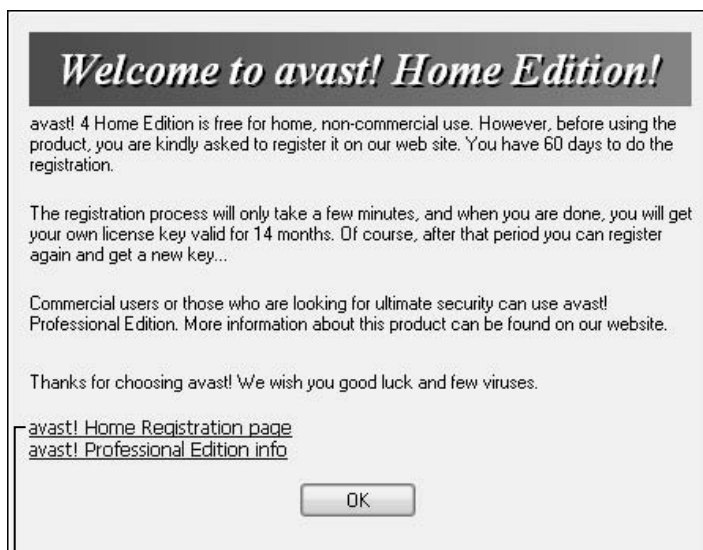 Welcome to avast! Home Edition!
avast! 4 Home Edition is free for home, non-commercial use. However, before using the
product, you are kindly asked to register it on our web site. You have 60 days to do the
registration.
The registration process will only take a few minutes, and when you are done, you will get
your own license key valid for 14 months. Of course, after that period you can register
again and get a new key...
Commercial users or those who are looking for ultimate security can use avast!
Professional Edition. More information about this product can be found on our website.
Thanks for choosing avast! We wish you good luck and few viruses.
avast! Home Registration page
avast! Professional Edition info
OK